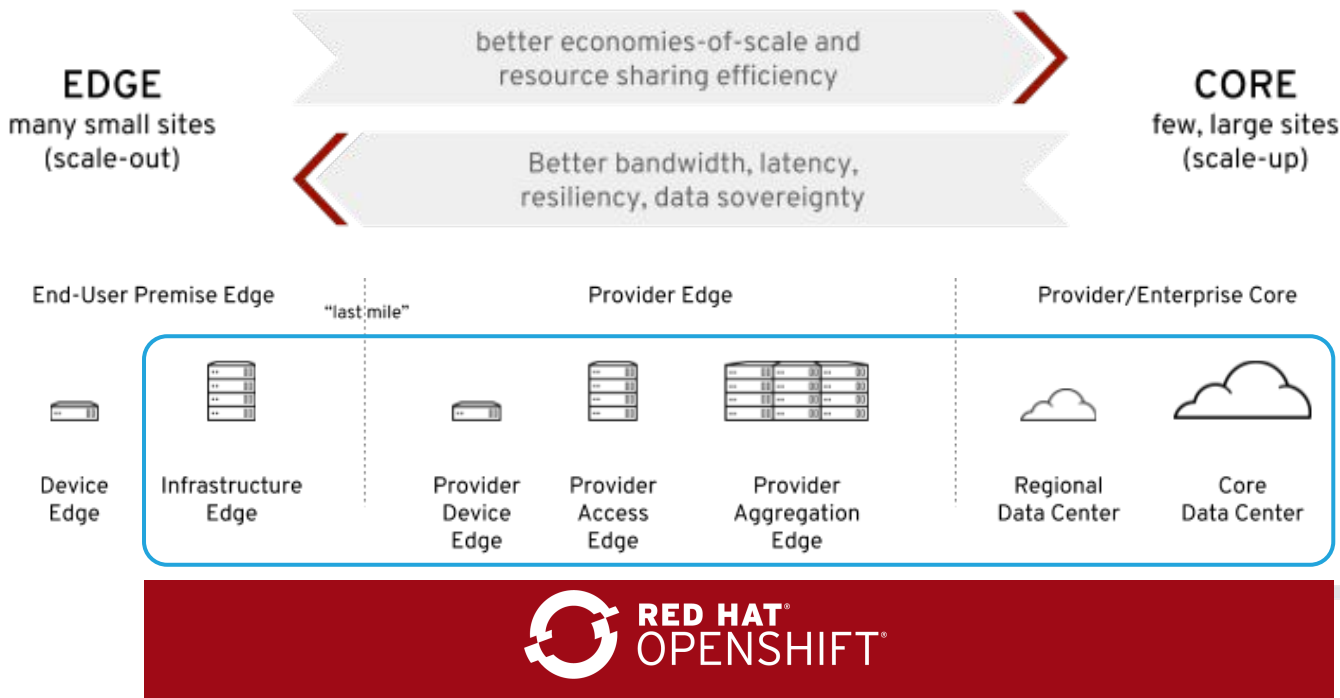 better economies-of-scale and
resource sharing efficiency
EDGE
many small sites
(scale-out)
CORE
few, large sites
(scale-up)
Better bandwidth, latency,
resiliency, data sovereignty
End-User Premise Edge
"last mile"
Provider Edge
Provider/Enterprise Core
Device
Edge
Infrastructure
Edge
Provider
Device
Edge
Provider
Access
Edge
Provider
Aggregation
Edge
Regional
Data Center
Core
Data Center
RED HAT®
OPENSHIFT®